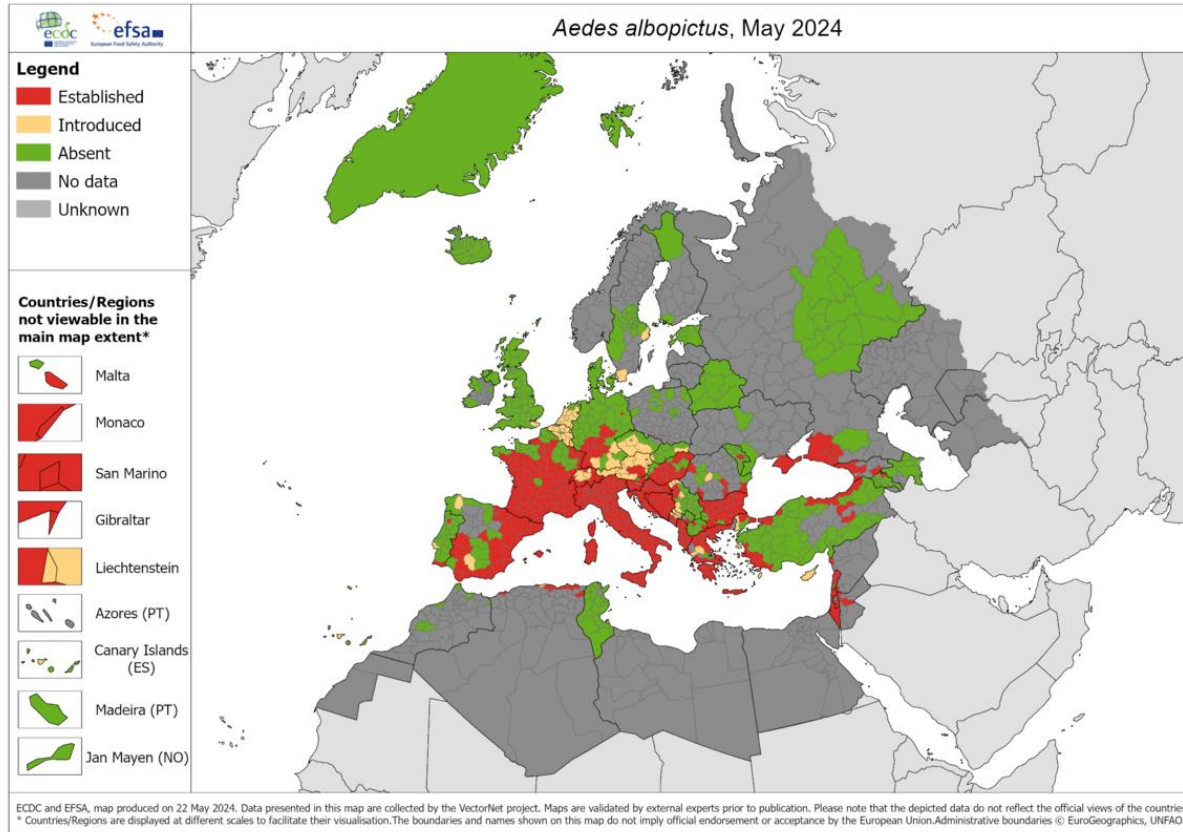 ecdc
efsa
European Food Safety Authority
Aedes albopictus, May 2024
Legend
Established
Introduced
Absent
No data
Unknown
Countries/Regions
not viewable in the
main map extent*
Malta
Monaco
San Marino
Gibraltar
Liechtenstein
Azores (PT)
Canary Islands
(ES)
Madeira (PT)
Jan Mayen (NO)
ECDC and EFSA, map produced on 22 May 2024. Data presented in this map are collected by the VectorNet project. Maps are validated by external experts prior to publication. Please note that the depicted data do not reflect the official views of the countries
* Countries/Regions are displayed at different scales to facilitate their visualisation.The boundaries and names shown on this map do not imply official endorsement or acceptance by the European Union.Administrative boundaries © EuroGeographics, UNFAO